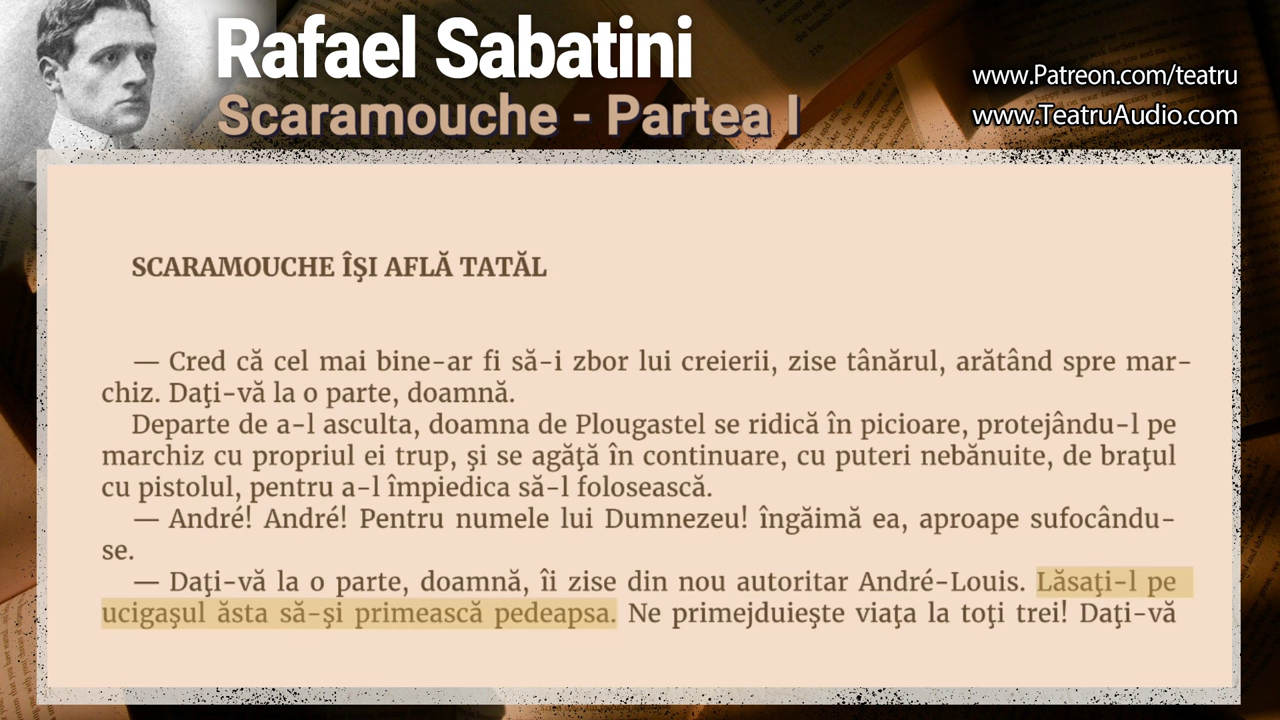 Rafael Sabatini
Scaramouche - Partea I
www.Patreon.com/teatru
www.TeatruAudio.com
SCARAMOUCHE ÎŞI AFLĂ TATĂL
— Cred că cel mai bine-ar fi să-i zbor lui creierii, zise tânărul, arătând spre mar-
chiz. Daţi-vă la o parte, doamnă.
Departe de a-l asculta, doamna de Plougastel se ridică în picioare, protejându-l pe
marchiz cu propriul ei trup, şi se agăţă în continuare, cu puteri nebănuite, de braţul
cu pistolul, pentru a-l împiedica să-l folosească.
— André! André! Pentru numele lui Dumnezeu! îngăimă ea, aproape sufocându-
se.
— Daţi-vă la o parte, doamnă, îi zise din nou autoritar André-Louis. Lăsaţi-l pe
ucigaşul ăsta să-şi primească pedeapsa. Ne primejduieşte viaţa la toţi trei! Daţi-vă